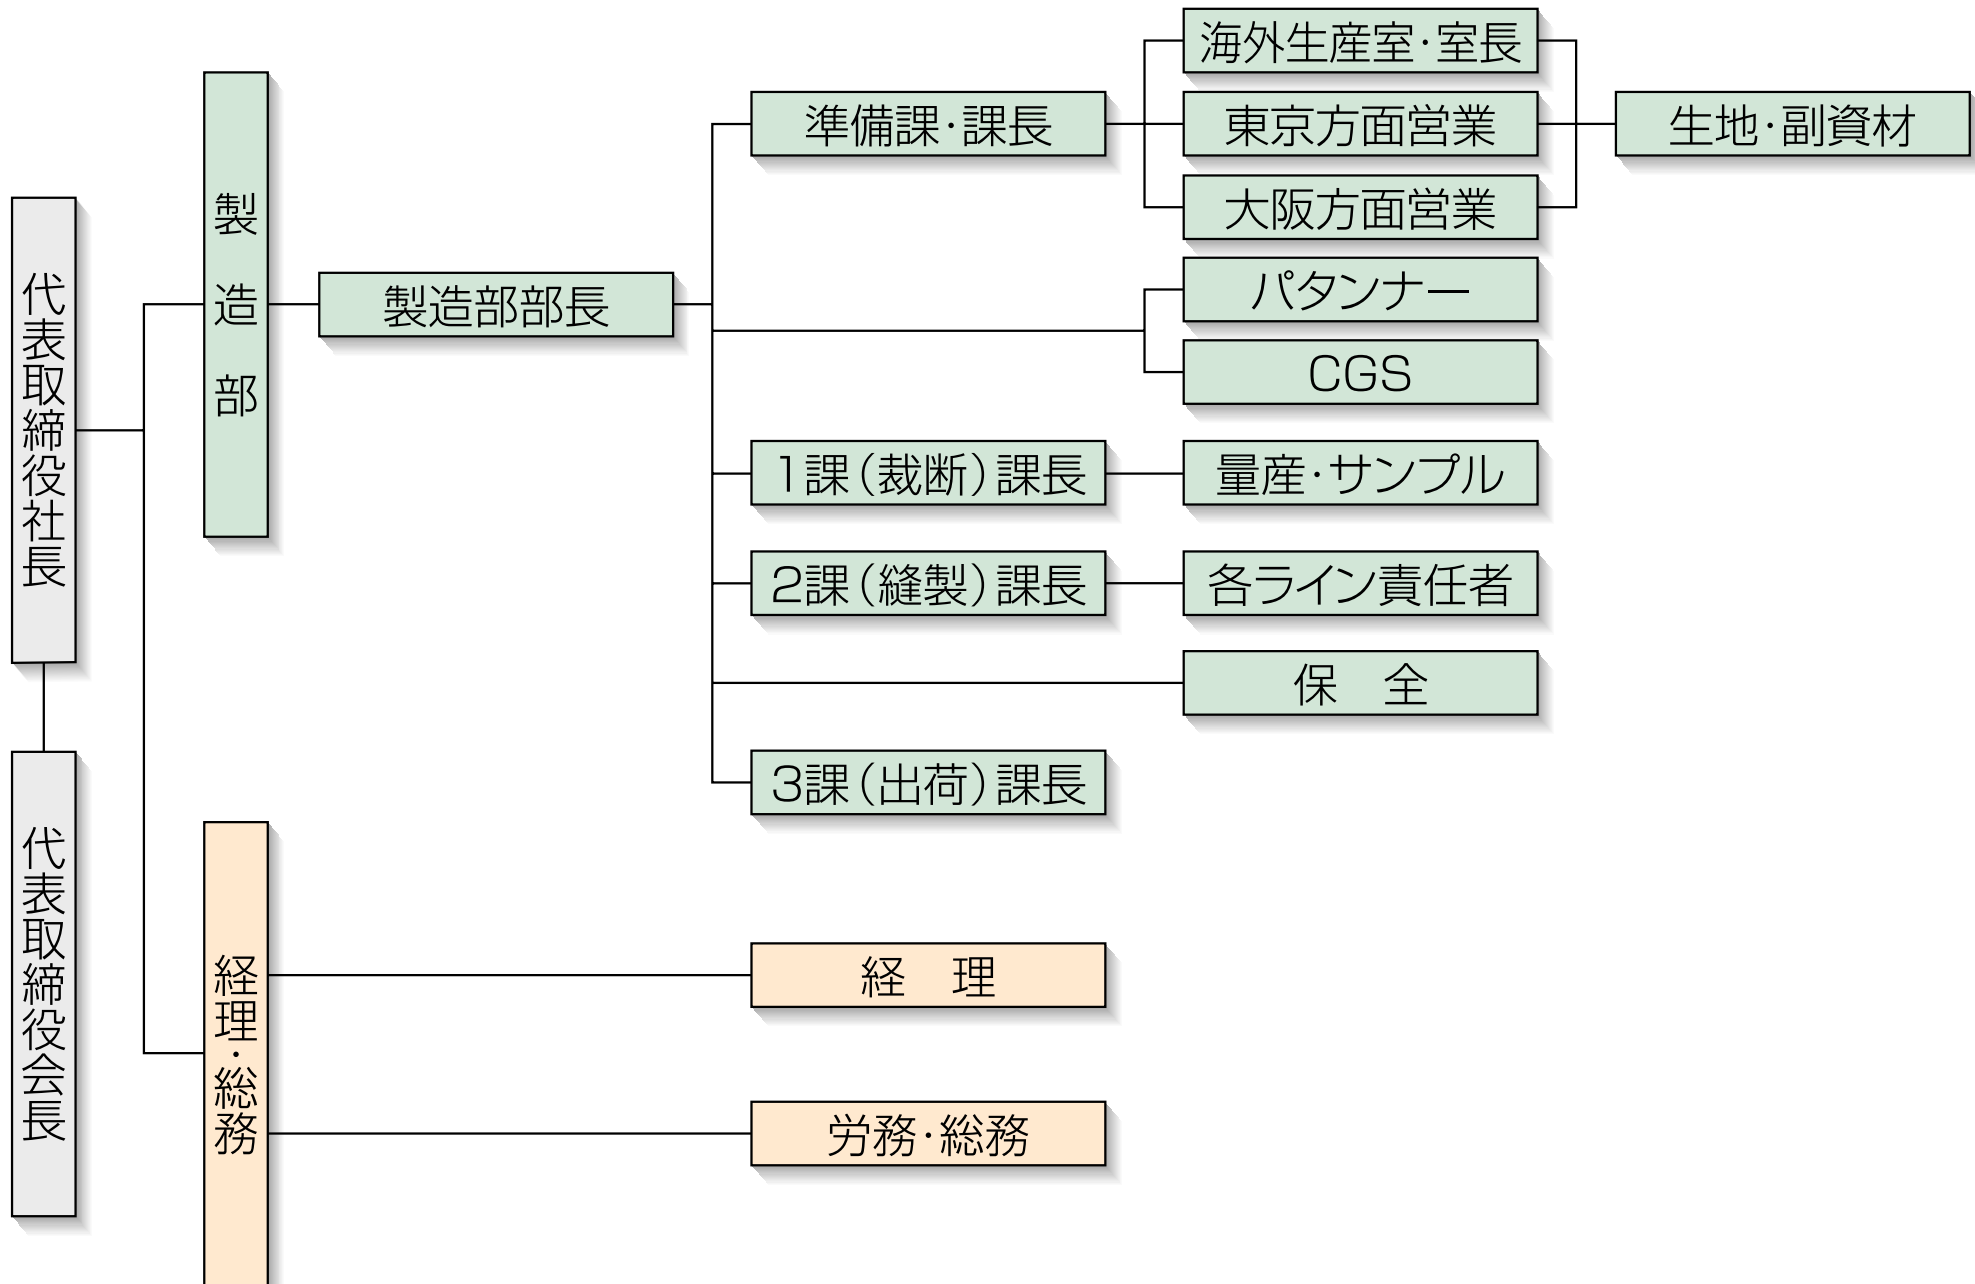 代表取締役社長
代表取締役会長
製造部
製造部部長
準備課・課長
海外生産室・室長
東京方面営業
大阪方面営業
生地・副資材
パタンナー
CGS
1課(裁断)課長
量産・サンプル
2課(縫製)課長
各ライン責任者
保　全
3課(出荷)課長
経理・総務
経　理
労務・総務